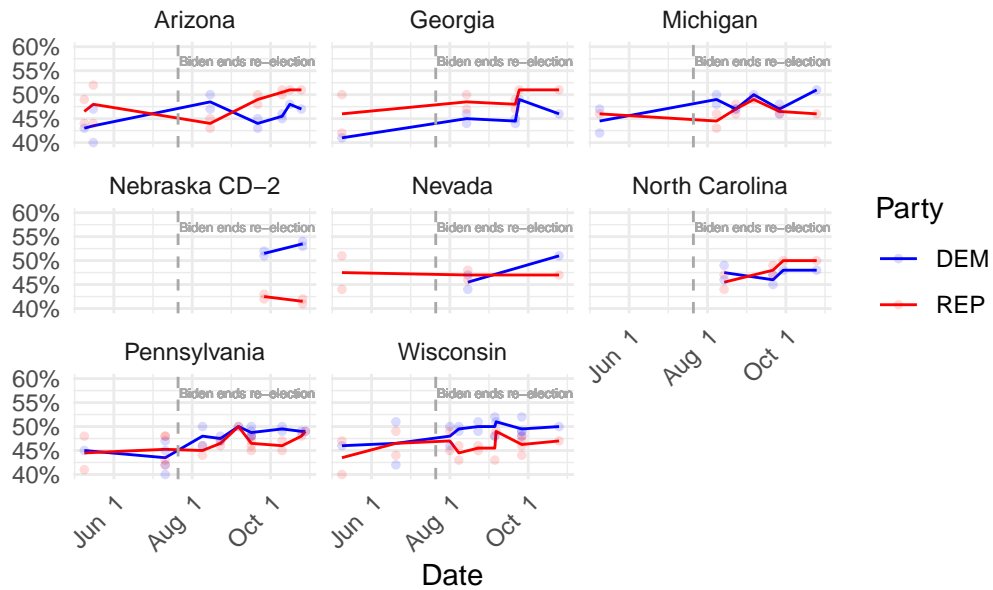 Arizona
Georgia
Michigan
60%
55%
50%
45%
40%
Biden ends re−election
Biden ends re−election
Biden ends re−election
Nebraska CD−2
Nevada
North Carolina
60%
55%
50%
45%
40%
Biden ends re−election
Biden ends re−election
Biden ends re−election
Party
DEM
REP
Jun 1
Aug 1
Oct 1
Pennsylvania
Wisconsin
60%
55%
50%
45%
40%
Biden ends re−election
Biden ends re−election
Jun 1
Aug 1
Oct 1
Jun 1
Aug 1
Oct 1
Date